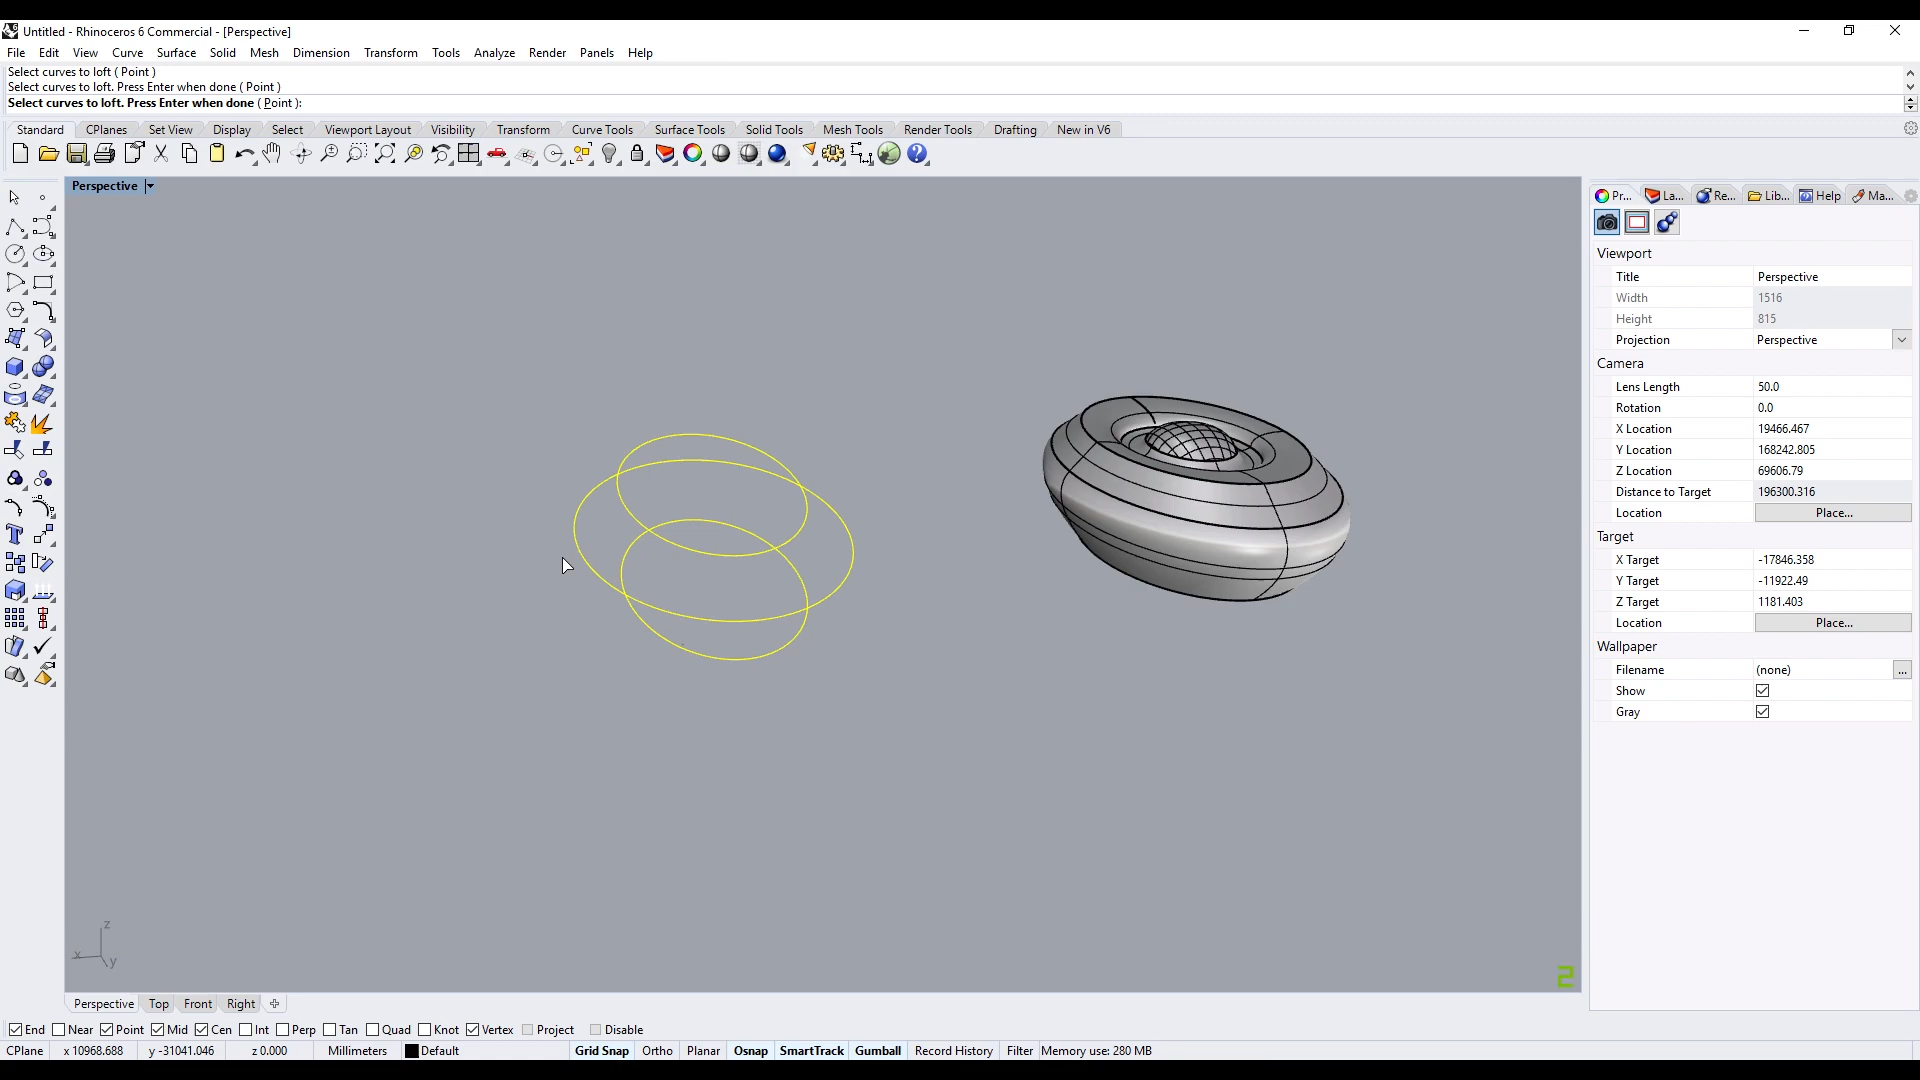 Untitled - Rhinoceros 6 Commercial - [Perspective]
File Edit View Curve Surface Solid Mesh Dimension Transform Tools Analyze Render Panels Help
Select curves to loft ( Point )
Select curves to loft. Press Enter when done ( Point )
Select curves to loft. Press Enter when done ( Point ):
Standard CPlanes Set View Display Select Viewport Layout Visibility Transform Curve Tools Surface Tools Solid Tools Mesh Tools Render Tools Drafting New in V6
Perspective
Pr... La... Re... Lib... Help Ma...
Viewport
Title Perspective
Width 1516
Height 815
Projection Perspective
Camera
Lens Length 50.0
Rotation 0.0
X Location 19466.467
Y Location 168242.805
Z Location 69606.79
Distance to Target 196300.316
Location Place...
Target
X Target -17846.358
Y Target -11922.49
Z Target 1181.403
Location Place...
Wallpaper
Filename (none) ...
Show
Gray
z
x
y
2
Perspective Top Front Right
End Near Point Mid Cen Int Perp Tan Quad Knot Vertex Project Disable
CPlane x 10968.688 y -31041.046 z 0.000 Millimeters Default Grid Snap Ortho Planar Osnap SmartTrack Gumball Record History Filter Memory use: 280 MB